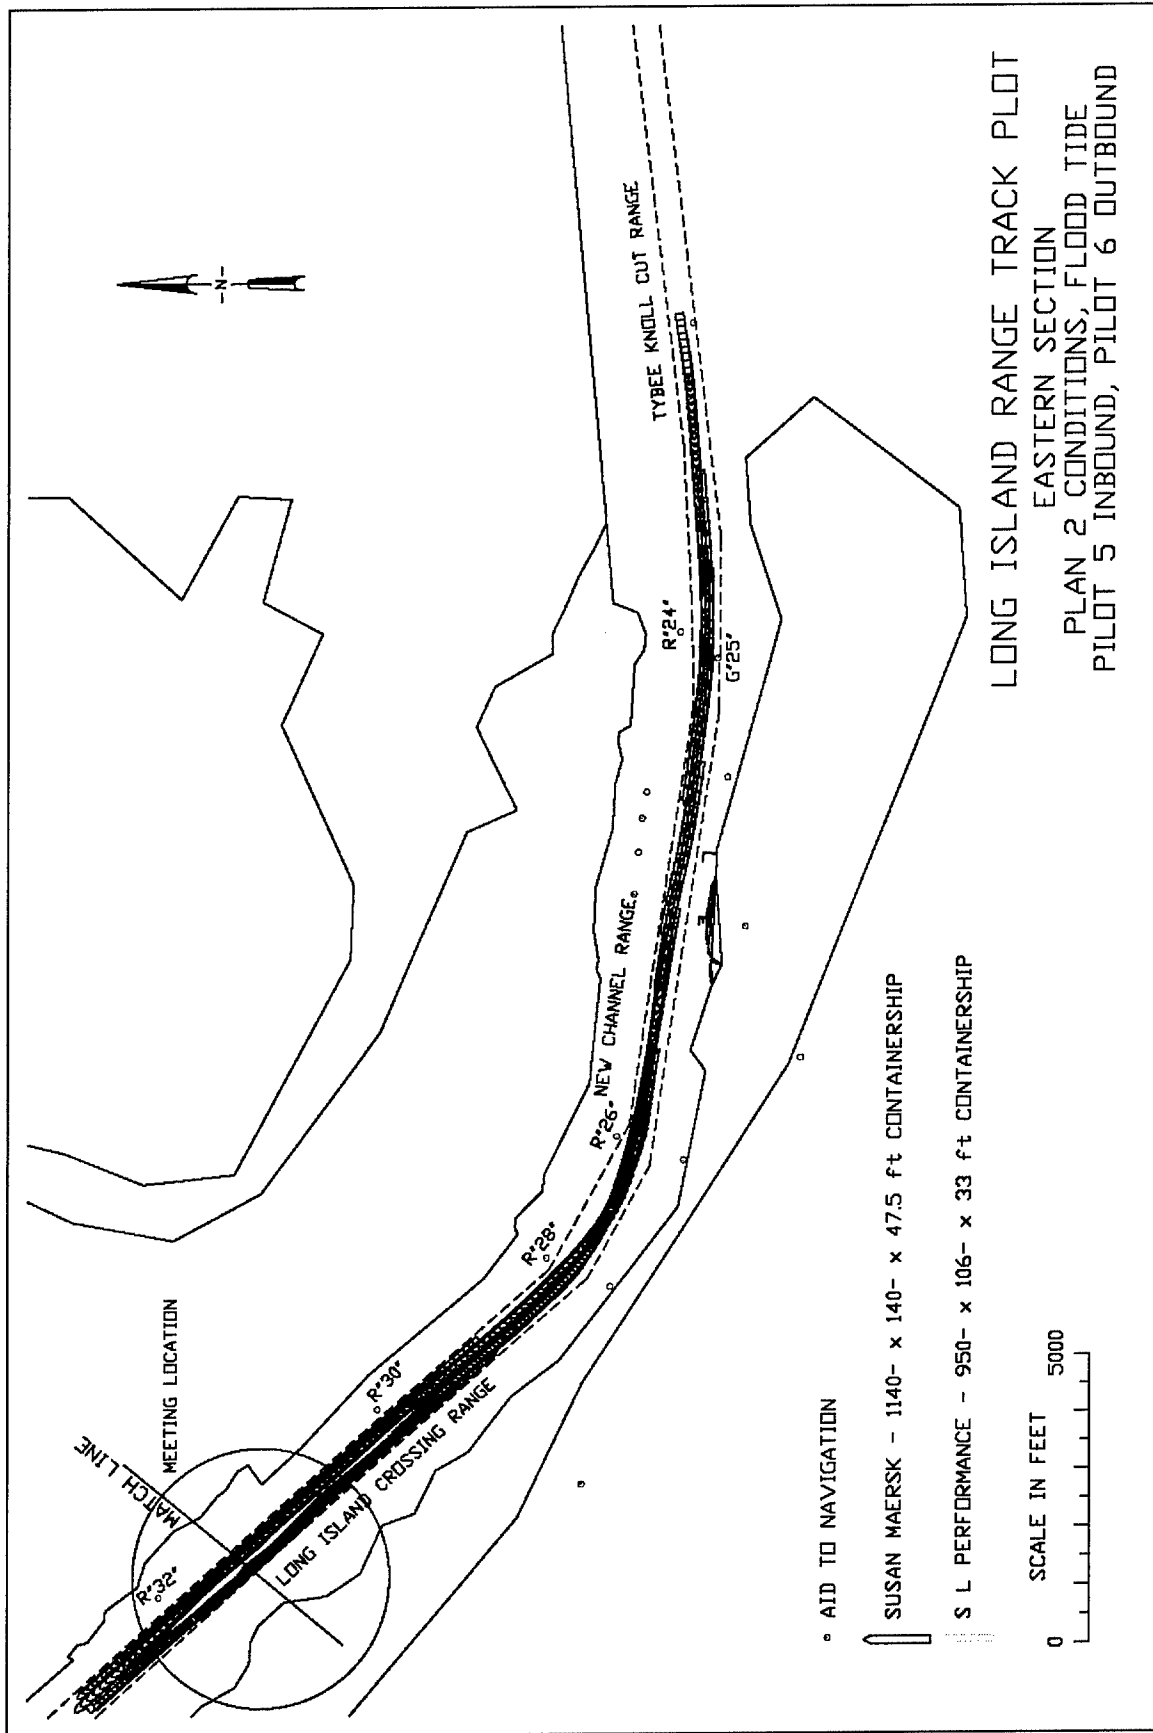 -N-
MATCH LINE
MEETING LOCATION
R"32"
R"30"
LONG ISLAND CROSSING RANGE
R"28"
R"26"
NEW CHANNEL RANGE
R"24"
G"25"
TYBEE KNOLL CUT RANGE
AID TO NAVIGATION
SUSAN MAERSK - 1140- x 140- x 47.5 ft CONTAINERSHIP
S L PERFORMANCE - 950- x 106- x 33 ft CONTAINERSHIP
SCALE IN FEET
0 5000
LONG ISLAND RANGE TRACK PLOT
EASTERN SECTION
PLAN 2 CONDITIONS, FLOOD TIDE
PILOT 5 INBOUND, PILOT 6 OUTBOUND